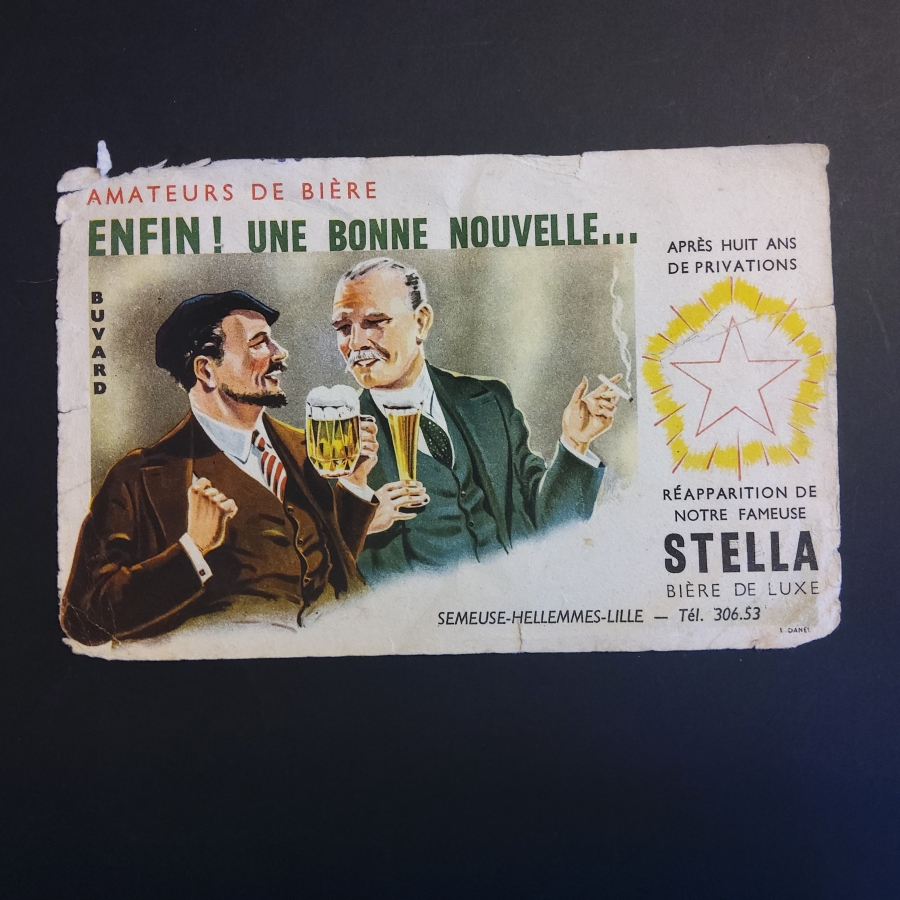 AMATEURS DE BIÈRE
ENFIN! UNE BONNE NOUVELLE...
BUVARD
APRÈS HUIT ANS
DE PRIVATIONS
RÉAPPARITION DE
NOTRE FAMEUSE
STELLA
BIÈRE DE LUXE
SEMEUSE-HELLEMMES-LILLE — Tél. 306.53